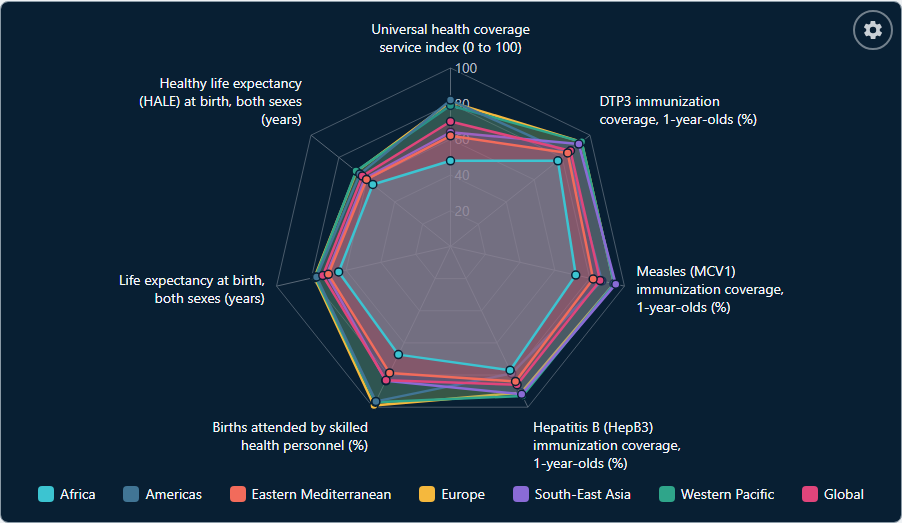 Universal health coverage
service index (0 to 100)
100
80
60
40
20
Healthy life expectancy
(HALE) at birth, both sexes
(years)
DTP3 immunization
coverage, 1-year-olds (%)
Life expectancy at birth,
both sexes (years)
Measles (MCV1)
immunization coverage,
1-year-olds (%)
Births attended by skilled
health personnel (%)
Hepatitis B (HepB3)
immunization coverage,
1-year-olds (%)
Africa Americas Eastern Mediterranean Europe South-East Asia Western Pacific Global